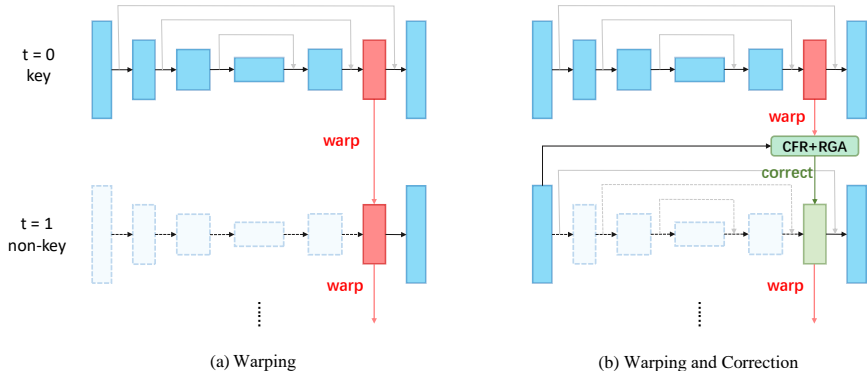 t = 0
key
warp
warp
CFR+RGA
correct
t = 1
non-key
warp
warp
(a) Warping
(b) Warping and Correction